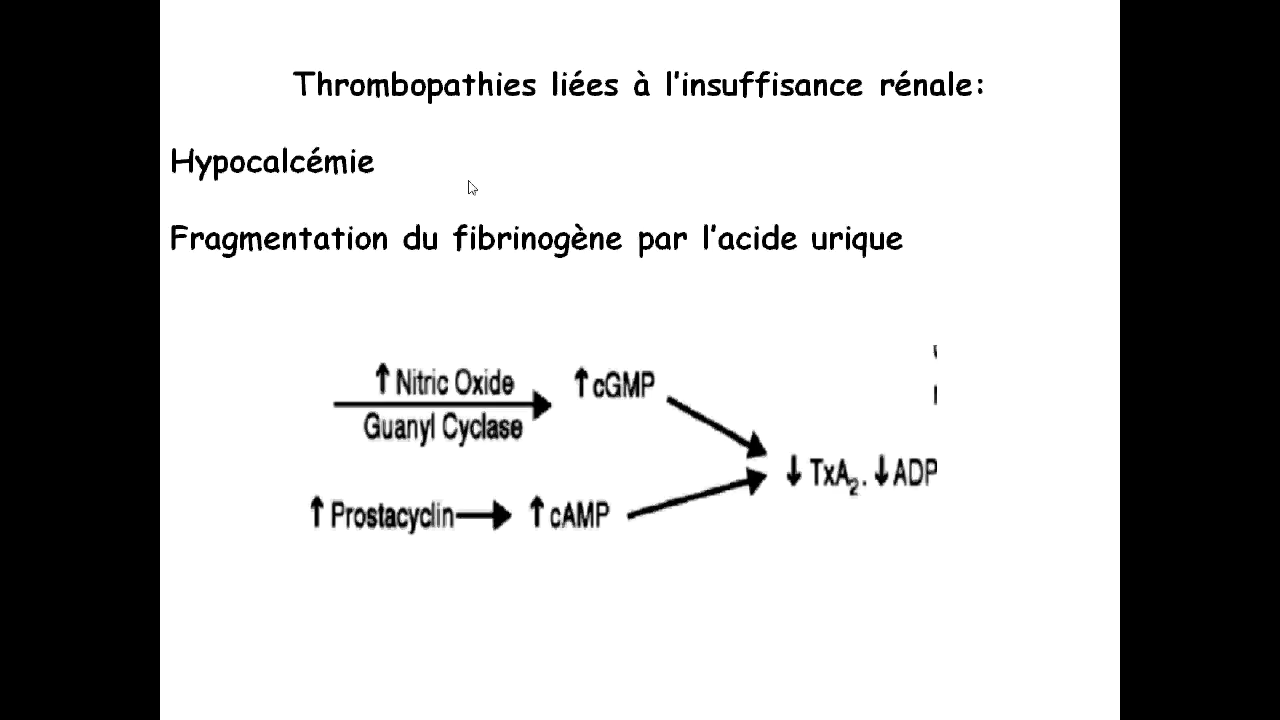 Thrombopathies liées à l'insuffisance rénale:
Hypocalcémie
Fragmentation du fibrinogène par l'acide urique
↑ Nitric Oxide
Guanyl Cyclase
↑ cGMP
↓ TxA₂. ↓ ADP
↑ Prostacyclin
↑ cAMP